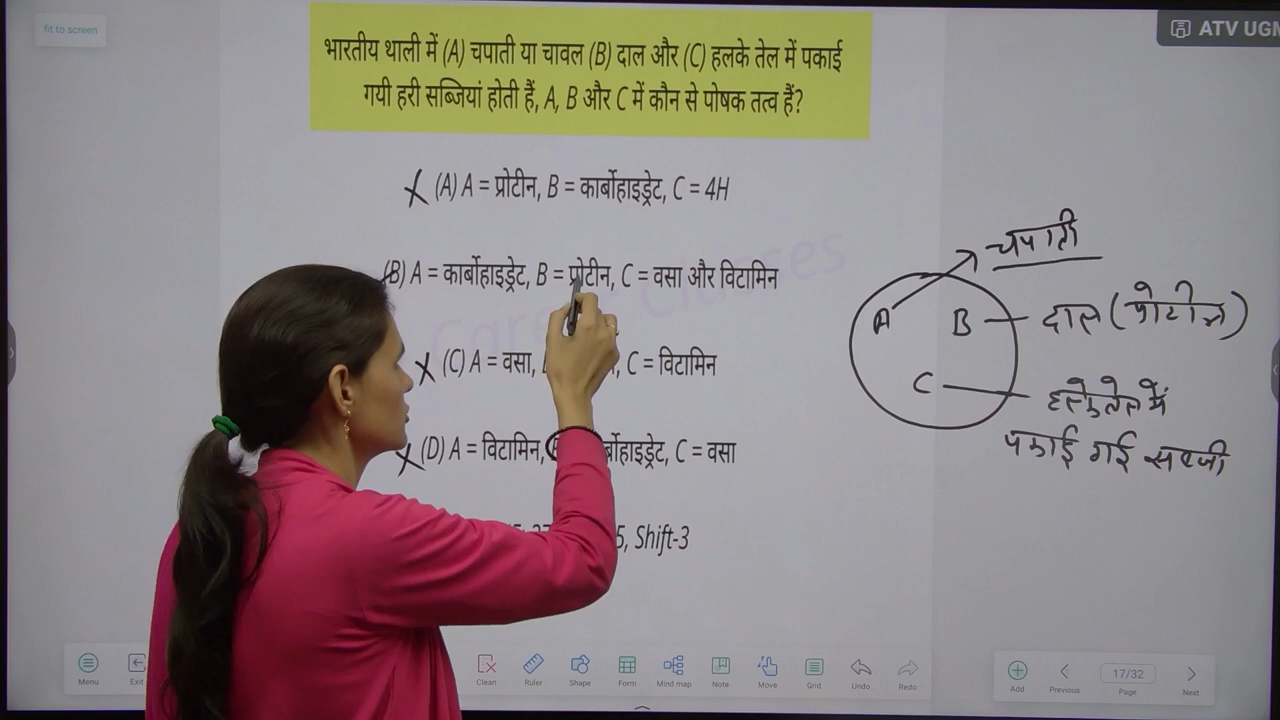 fit to screen
ATV UGM
भारतीय थाली में (A) चपाती या चावल (B) दाल और (C) हलके तेल में पकाई
गयी हरी सब्जियां होती हैं, A, B और C में कौन से पोषक तत्व हैं?
(A) A = प्रोटीन, B = कार्बोहाइड्रेट, C = 4H
(B) A = कार्बोहाइड्रेट, B = प्रोटीन, C = वसा और विटामिन
(C) A = वसा, C = विटामिन
(D) A = विटामिन, C = वसा
5, Shift-3
Career Classes
चपाती
A B दाल (प्रोटीन)
C हल्के तेल में
पकाई गई सब्जी
Menu Exit Clean Ruler Shape Form Mind map Note Move Grid Undo Redo
Add Previous 17/32 Page Next